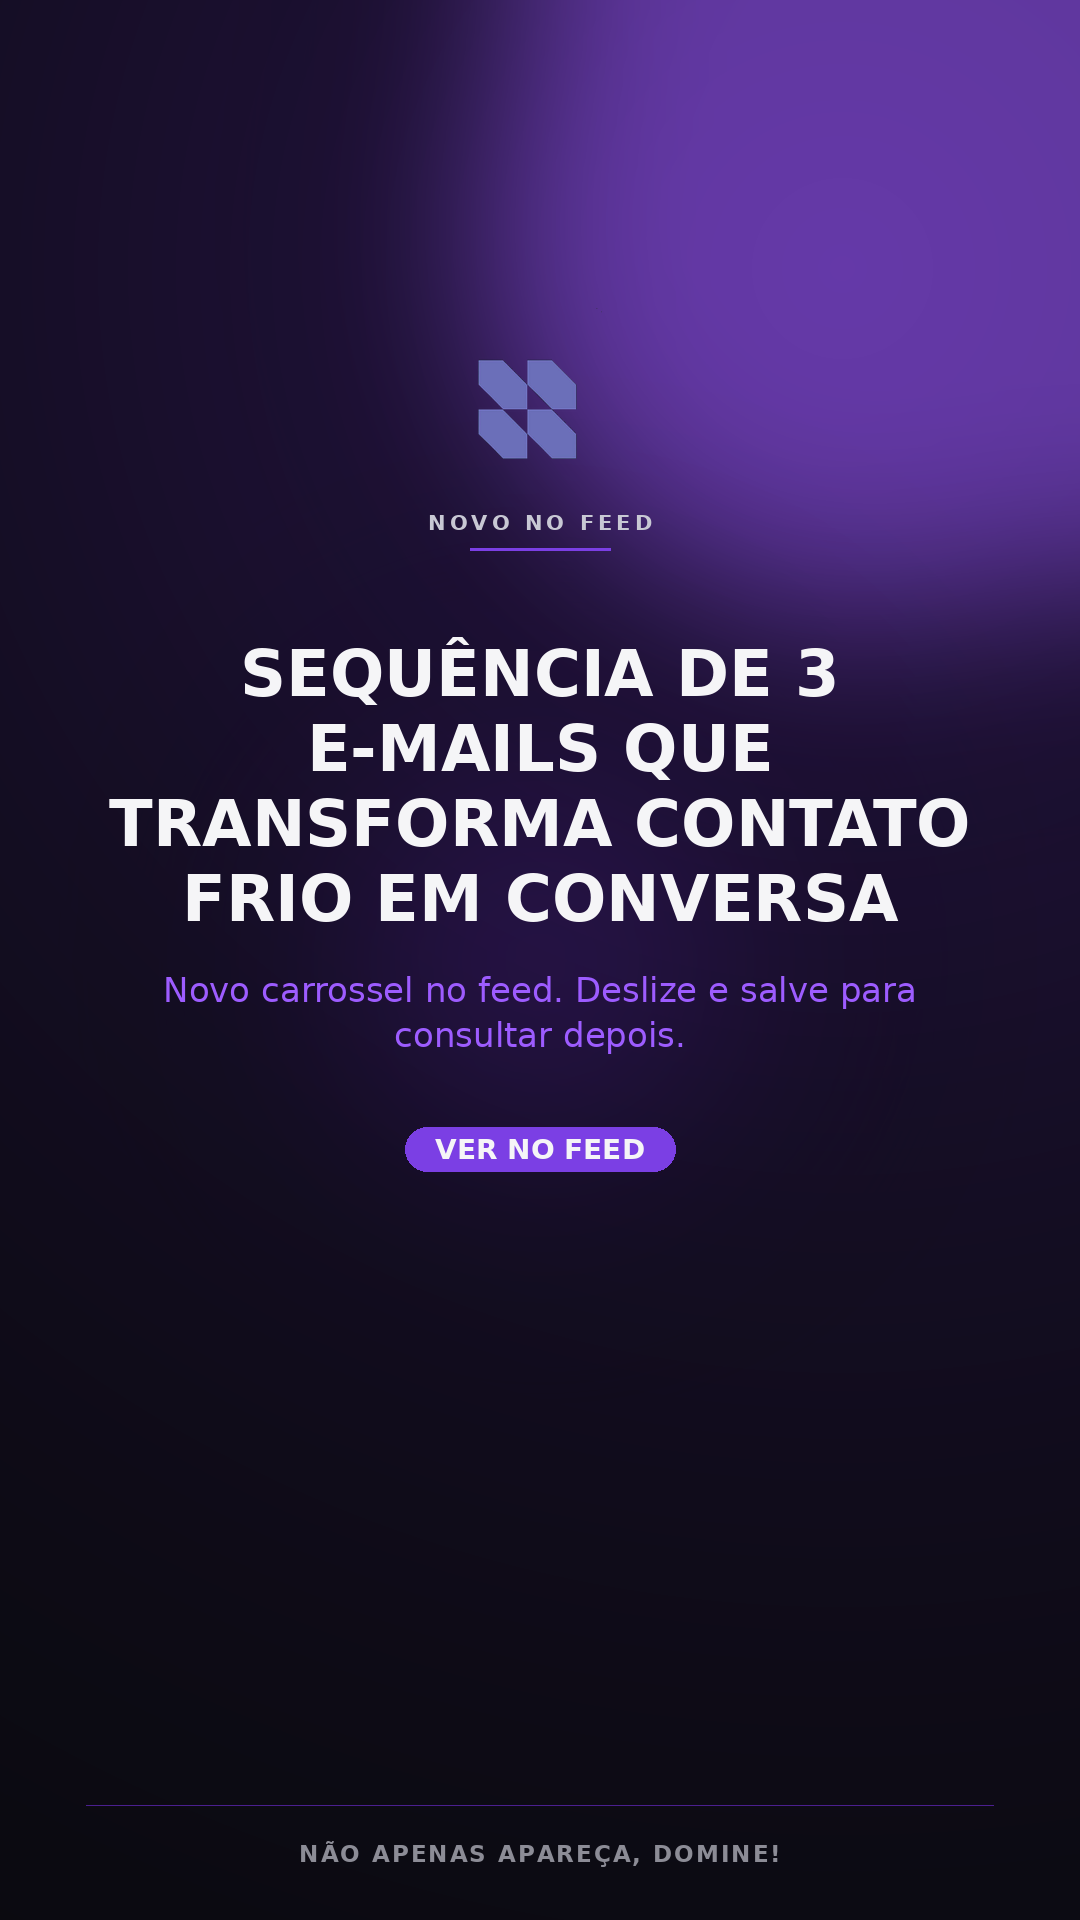 NOVO NO FEED
SEQUÊNCIA DE 3
E-MAILS QUE
TRANSFORMA CONTATO
FRIO EM CONVERSA
Novo carrossel no feed. Deslize e salve para
consultar depois.
VER NO FEED
NÃO APENAS APAREÇA, DOMINE!